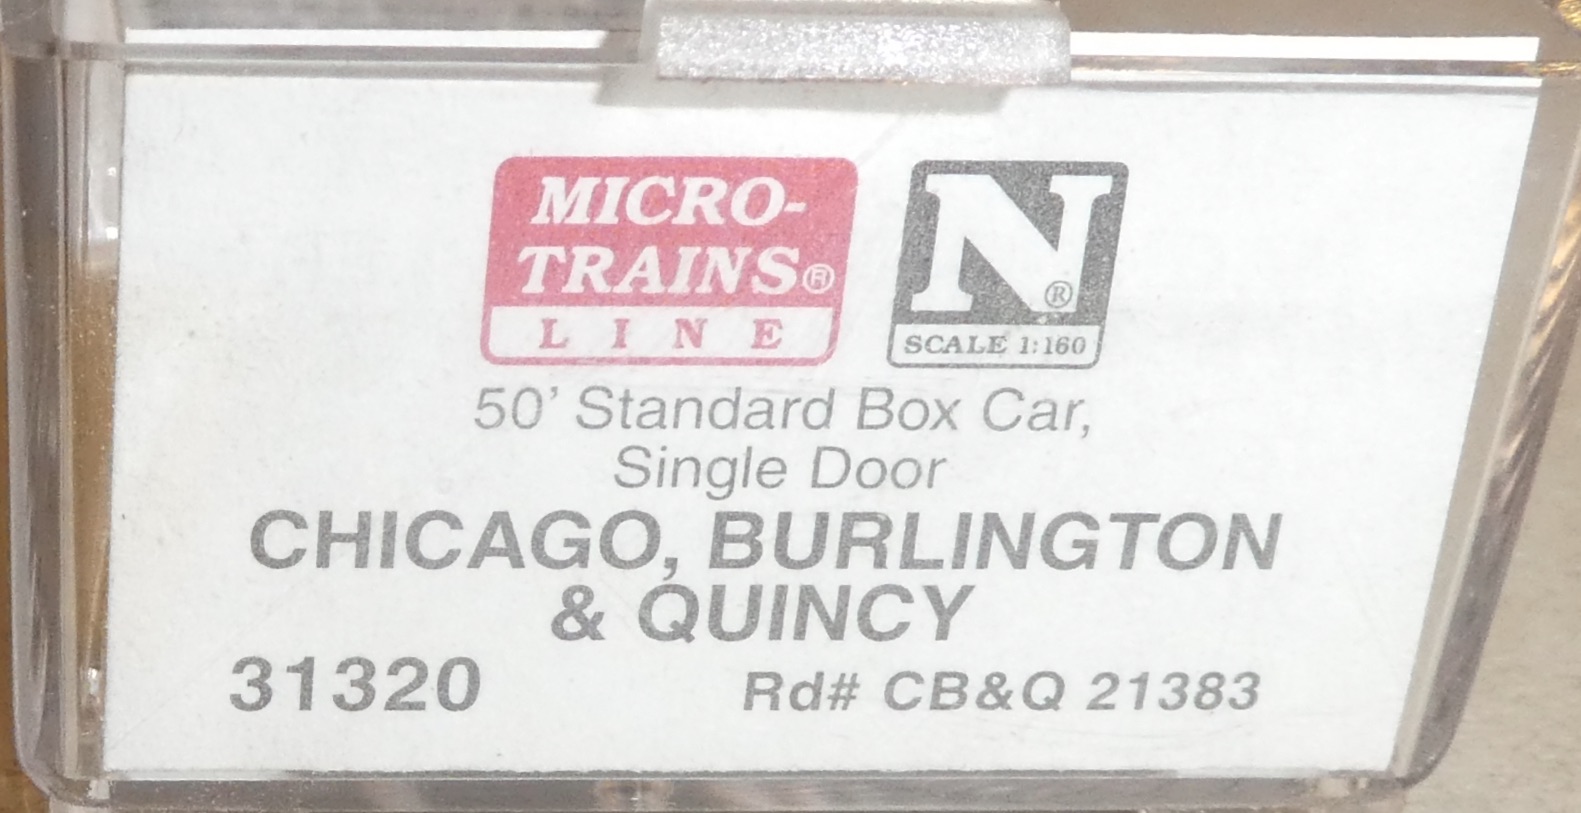 MICRO-
TRAINS®
LINE
N®
SCALE 1:160
50’ Standard Box Car,
Single Door
CHICAGO, BURLINGTON
& QUINCY
31320 Rd# CB&Q 21383